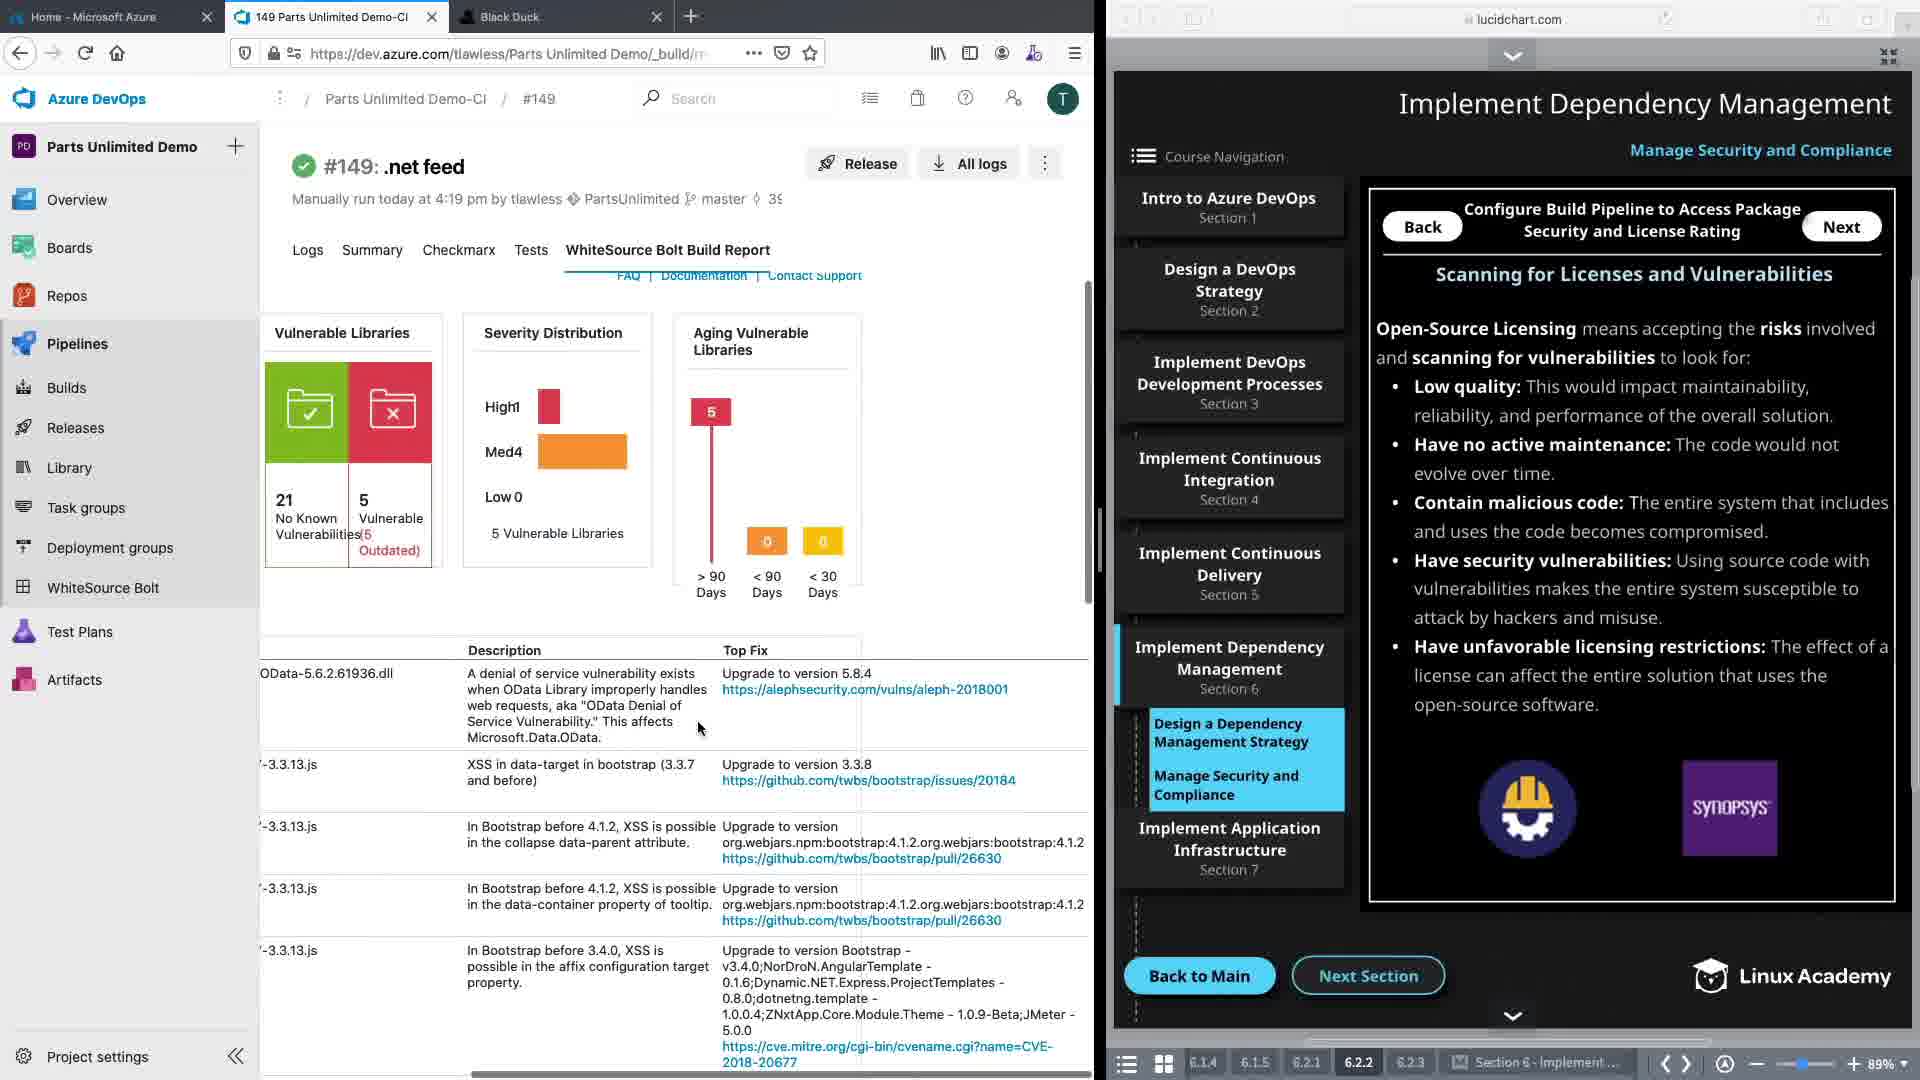 Home - Microsoft Azure
149 Parts Unlimited Demo-CI
Black Duck
https://dev.azure.com/tlawless/Parts Unlimited Demo/_build/r
Azure DevOps
/ Parts Unlimited Demo-CI / #149
Search
T
PD Parts Unlimited Demo
Overview
Boards
Repos
Pipelines
Builds
Releases
Library
Task groups
Deployment groups
WhiteSource Bolt
Test Plans
Artifacts
Project settings
#149: .net feed
Release
All logs
Manually run today at 4:19 pm by tlawless PartsUnlimited master 39
Logs Summary Checkmarx Tests WhiteSource Bolt Build Report
FAQ | Documentation | Contact Support
Vulnerable Libraries
21
No Known
Vulnerabilities
5
Vulnerable
(5
Outdated)
Severity Distribution
High 1
Med 4
Low 0
5 Vulnerable Libraries
Aging Vulnerable
Libraries
5
0
0
> 90
Days
< 90
Days
< 30
Days
Description Top Fix
OData-5.6.2.61936.dll
A denial of service vulnerability exists
when OData Library improperly handles
web requests, aka "OData Denial of
Service Vulnerability." This affects
Microsoft.Data.OData.
Upgrade to version 5.8.4
https://alephsecurity.com/vulns/aleph-2018001
-3.3.13.js
XSS in data-target in bootstrap (3.3.7
and before)
Upgrade to version 3.3.8
https://github.com/twbs/bootstrap/issues/20184
-3.3.13.js
In Bootstrap before 4.1.2, XSS is possible
in the collapse data-parent attribute.
Upgrade to version
org.webjars.npm:bootstrap:4.1.2.org.webjars:bootstrap:4.1.2
https://github.com/twbs/bootstrap/pull/26630
-3.3.13.js
In Bootstrap before 4.1.2, XSS is possible
in the data-container property of tooltip.
Upgrade to version
org.webjars.npm:bootstrap:4.1.2.org.webjars:bootstrap:4.1.2
https://github.com/twbs/bootstrap/pull/26630
-3.3.13.js
In Bootstrap before 3.4.0, XSS is
possible in the affix configuration target
property.
Upgrade to version Bootstrap -
v3.4.0;NorDroN.AngularTemplate -
0.1.6;Dynamic.NET.Express.ProjectTemplates -
0.8.0;dotnetng.template -
1.0.0.4;ZNxtApp.Core.Module.Theme - 1.0.9-Beta;JMeter -
5.0.0
https://cve.mitre.org/cgi-bin/cvename.cgi?name=CVE-
2018-20677
lucidchart.com
Implement Dependency Management
Manage Security and Compliance
Course Navigation
Intro to Azure DevOps
Section 1
Design a DevOps
Strategy
Section 2
Implement DevOps
Development Processes
Section 3
Implement Continuous
Integration
Section 4
Implement Continuous
Delivery
Section 5
Implement Dependency
Management
Section 6
Design a Dependency
Management Strategy
Manage Security and
Compliance
Implement Application
Infrastructure
Section 7
Back
Configure Build Pipeline to Access Package
Security and License Rating
Next
Scanning for Licenses and Vulnerabilities
Open-Source Licensing means accepting the risks involved
and scanning for vulnerabilities to look for:
• Low quality: This would impact maintainability,
reliability, and performance of the overall solution.
• Have no active maintenance: The code would not
evolve over time.
• Contain malicious code: The entire system that includes
and uses the code becomes compromised.
• Have security vulnerabilities: Using source code with
vulnerabilities makes the entire system susceptible to
attack by hackers and misuse.
• Have unfavorable licensing restrictions: The effect of a
license can affect the entire solution that uses the
open-source software.
SYNOPSYS
Back to Main
Next Section
Linux Academy
6.1.4 6.1.5 6.2.1 6.2.2 6.2.3 Section 6 - Implement ...
89%